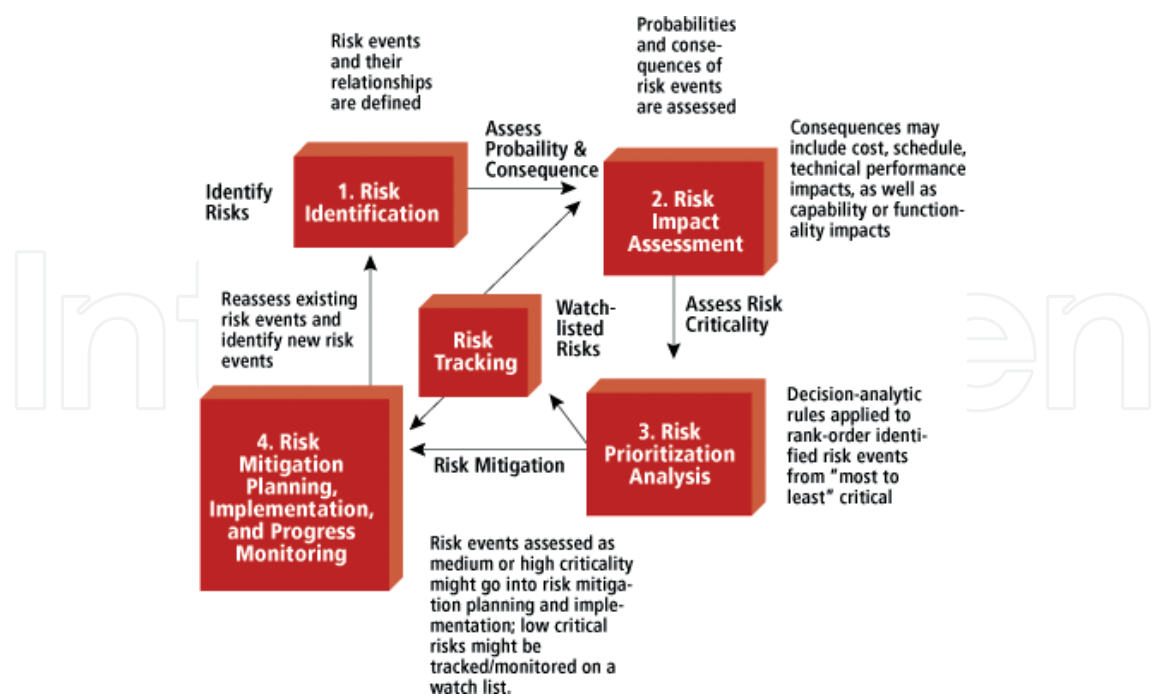 Risk events
and their
relationships
are defined
Probabilities
and conse-
quences of
risk events
are assessed
Assess
Probaility &
Consequence
Consequences may
include cost, schedule,
technical performance
impacts, as well as
capability or function-
ality impacts
Identify
Risks
1. Risk
Identification
2. Risk
Impact
Assessment
Reassess existing
risk events and
identify new risk
events
Watch-
listed
Risks
Assess Risk
Criticality
Risk
Tracking
Decision-analytic
rules applied to
rank-order identi-
fied risk events
from "most to
least" critical
4. Risk
Mitigation
Planning,
Implementation,
and Progress
Monitoring
Risk Mitigation
3. Risk
Prioritization
Analysis
Risk events assessed as
medium or high criticality
might go into risk mitiga-
tion planning and imple-
mentation; low critical
risks might be
tracked/monitored on a
watch list.